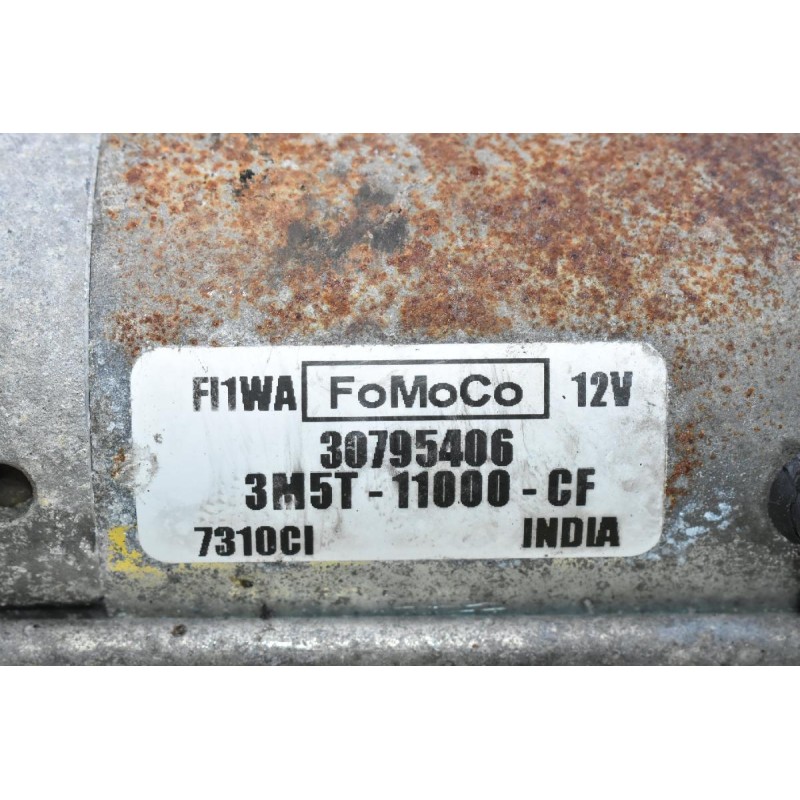 FI1WA FoMoCo 12V
30795406
3M5T - 11000 - CF
7310CI INDIA